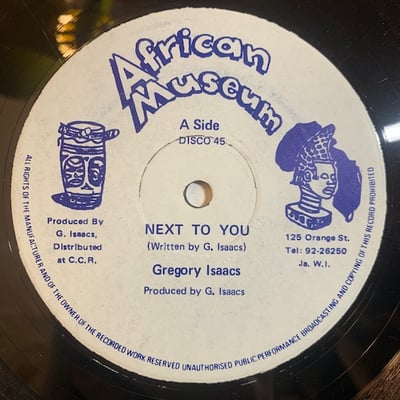 African
Museum
A Side
DISCO 45
NEXT TO YOU
(Written by G. Isaacs)
Gregory Isaacs
Produced by G. Isaacs
Produced By
G. Isaacs,
Distributed
at C.C.R.
125 Orange St.
Tel: 92-26250
Ja. W.I.
ALL RIGHTS OF THE MANUFACTURER AND OF THE OWNER OF THE RECORDED WORK RESERVED UNAUTHORISED PUBLIC PERFORMANCE BROADCASTING AND COPYING OF THIS RECORD PROHIBITED